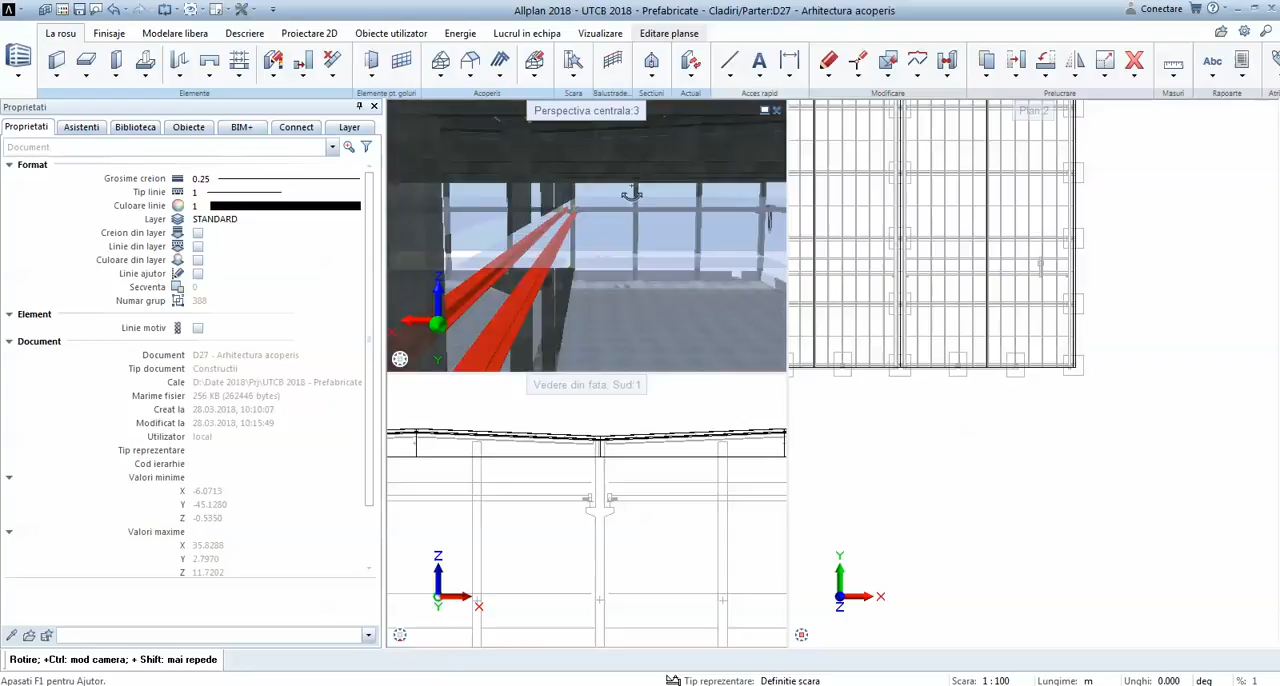 Allplan 2018 - UTCB 2018 - Prefabricate - Cladiri/Parter:D27 - Arhitectura acoperis
Conectare
La rosu
Finisaje
Modelare libera
Descriere
Proiectare 2D
Obiecte utilizator
Energie
Lucrul in echipa
Vizualizare
Editare planse
Abc
Elemente
Elemente pt. goluri
Acoperis
Scara
Balustrade...
Sectiuni
Actual
Acces rapid
Modificare
Prelucrare
Masuri
Rapoarte
Proprietati
Proprietati
Asistenti
Biblioteca
Obiecte
BIM+
Connect
Layer
Document
Format
Grosime creion 0.25
Tip linie 1
Culoare linie 1
Layer STANDARD
Creion din layer
Linie din layer
Culoare din layer
Linie ajutor
Secventa 0
Numar grup 388
Element
Linie motiv
Document
Document D27 - Arhitectura acoperis
Tip document Constructii
Cale D:\Date 2018\Prj\UTCB 2018 - Prefabricate
Marime fisier 256 KB (262446 bytes)
Creat la 28.03.2018, 10:10:07
Modificat la 28.03.2018, 10:15:49
Utilizator local
Tip reprezentare
Cod ierarhie
Valori minime
X -6.0713
Y -45.1280
Z -0.5350
Valori maxime
X 35.8288
Y 2.7970
Z 11.7202
Perspectiva centrala:3
Z
X
Y
Vedere din fata. Sud:1
Z
Y
X
Plan:2
Y
Z
X
Rotire; +Ctrl: mod camera; + Shift: mai repede
Apasati F1 pentru Ajutor.
Tip reprezentare: Definitie scara
Scara: 1 : 100
Lungime: m
Unghi: 0.000 deg
%: 1